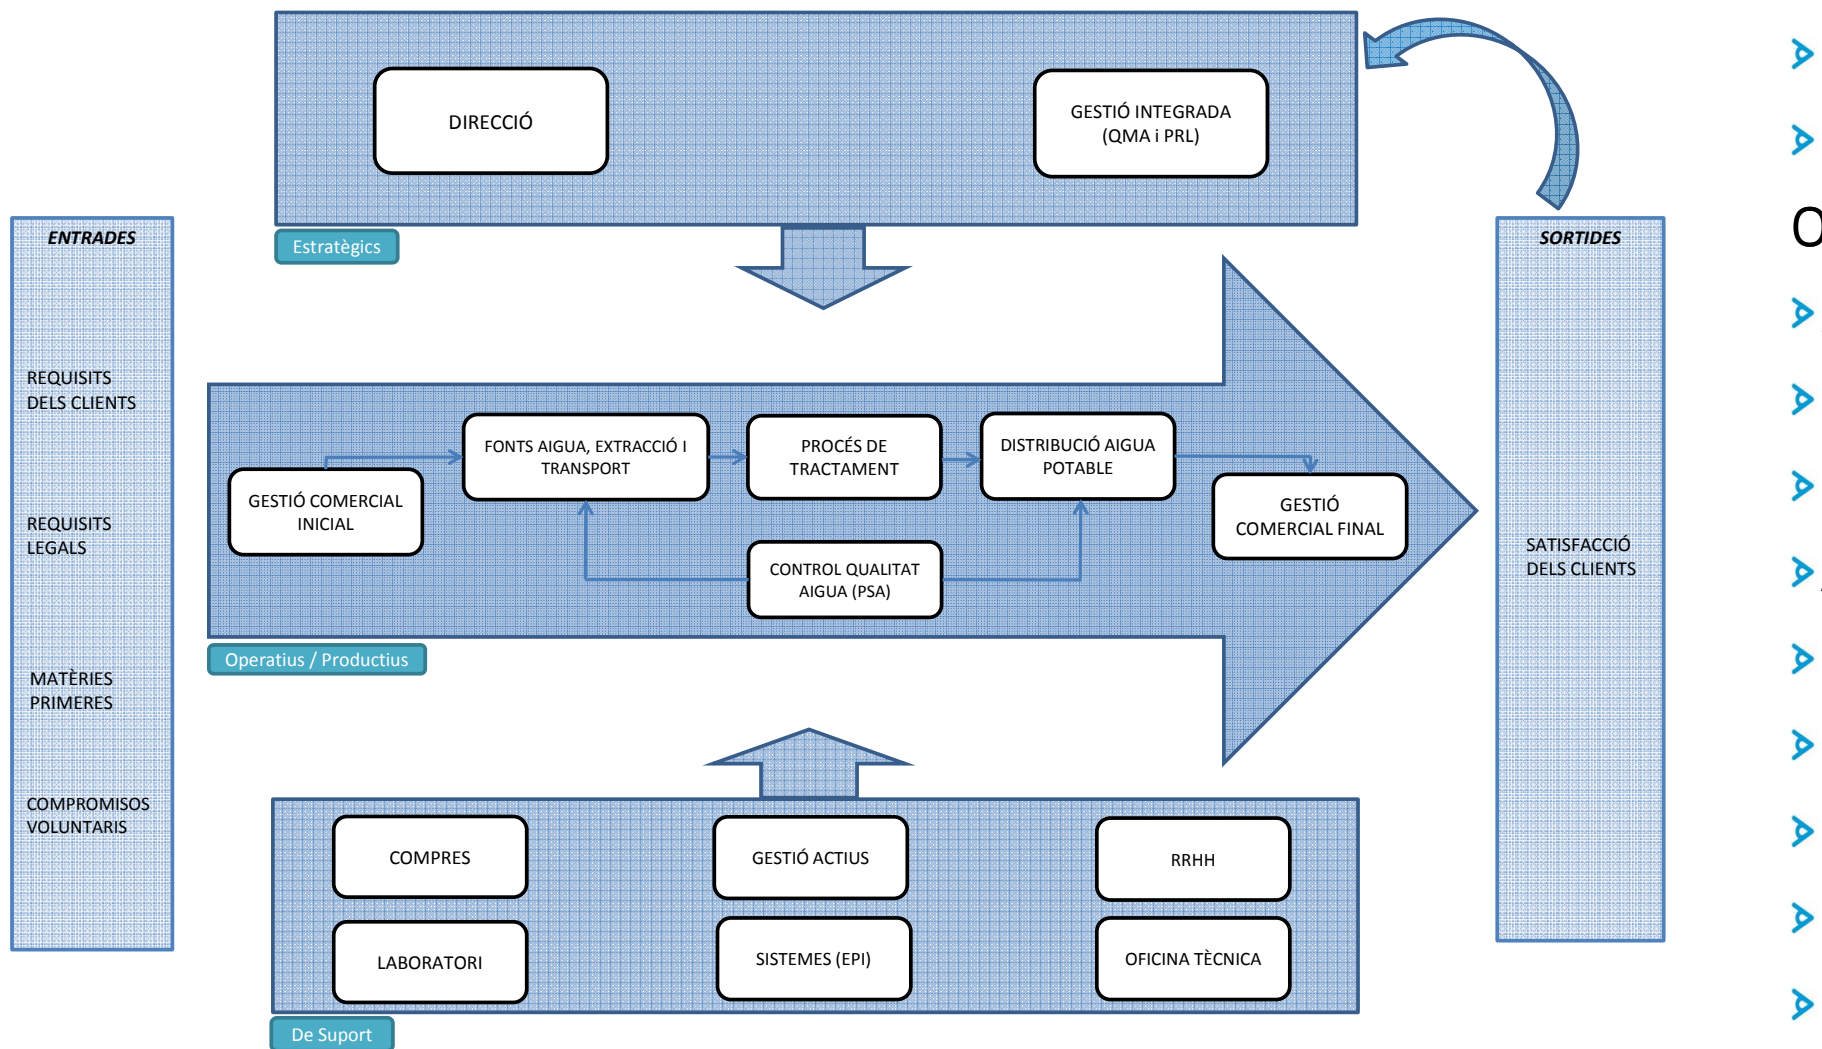 DIRECCIÓ
GESTIÓ INTEGRADA
(QMA i PRL)
Estratègics
ENTRADES
REQUISITS
DELS CLIENTS
REQUISITS
LEGALS
MATÈRIES
PRIMERES
COMPROMISOS
VOLUNTARIS
GESTIÓ COMERCIAL
INICIAL
FONTS AIGUA, EXTRACCIÓ I
TRANSPORT
PROCÉS DE
TRACTAMENT
DISTRIBUCIÓ AIGUA
POTABLE
GESTIÓ
COMERCIAL FINAL
CONTROL QUALITAT
AIGUA (PSA)
Operatius / Productius
SORTIDES
SATISFACCIÓ
DELS CLIENTS
COMPRES
GESTIÓ ACTIUS
RRHH
LABORATORI
SISTEMES (EPI)
OFICINA TÈCNICA
De Suport